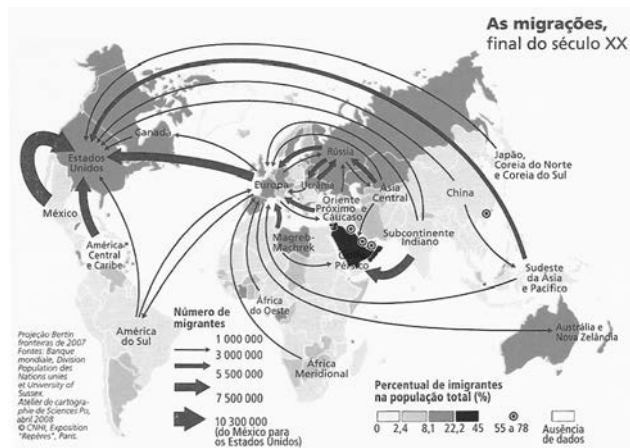 As migrações,
final do século XX
Canadá
Estados
Unidos
México
América
Central
e Caribe
América
do Sul
Europa
Rússia
Ucrânia
Ásia
Central
Oriente
Próximo e
Cáucaso
Magreb-
Machrek
Pérsico
Subcontinente
Indiano
China
Japão,
Coreia do Norte
e Coreia do Sul
Sudeste
da Ásia
e Pacífico
África
do Oeste
África
Meridional
Austrália e
Nova Zelândia
Projeção Bertin
fronteiras de 2007
Fontes: Banque
mondiale, Division
Population des
Nations unies
et University of
Sussex.
Atelier de cartogra-
phie de Sciences Po,
abril 2008
© CNHI, Exposition
"Repères", Paris.
Número de
migrantes
1 000 000
3 000 000
5 500 000
7 500 000
10 300 000
(do México para
os Estados Unidos)
Percentual de imigrantes
na população total (%)
0 2,4 8,1 22,2 45
55 a 78
Ausência
de dados